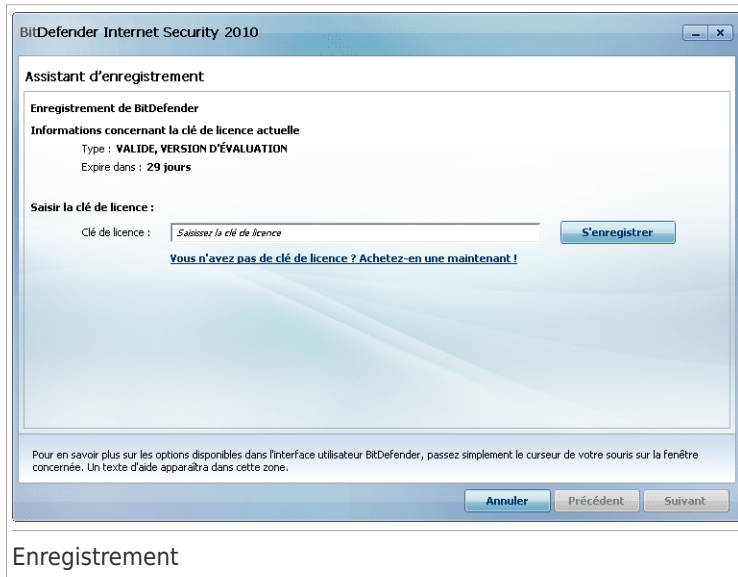 BitDefender Internet Security 2010
Assistant d'enregistrement
Enregistrement de BitDefender
Informations concernant la clé de licence actuelle
Type : VALIDE, VERSION D'ÉVALUATION
Expire dans : 29 jours
Saisir la clé de licence :
Clé de licence : Saisissez la clé de licence S'enregistrer
Vous n'avez pas de clé de licence ? Achetez-en une maintenant !
Pour en savoir plus sur les options disponibles dans l'interface utilisateur BitDefender, passez simplement le curseur de votre souris sur la fenêtre
concernée. Un texte d'aide apparaîtra dans cette zone.
Annuler Précédent Suivant
Enregistrement